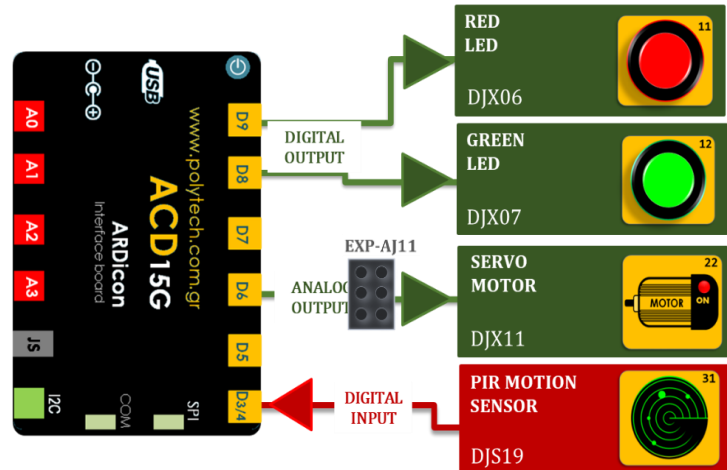 A0
A1
A2
A3
JS
I2C
COM
SPI
USB
www.polytech.com.gr
ACD15G
ARDicon
Interface board
D9
D8
D7
D6
D5
D3/4
DIGITAL
OUTPUT
EXP-AJ11
ANALOG
OUTPUT
DIGITAL
INPUT
RED
LED
DJX06
11
GREEN
LED
DJX07
12
SERVO
MOTOR
DJX11
22
MOTOR
ON
PIR MOTION
SENSOR
DJS19
31